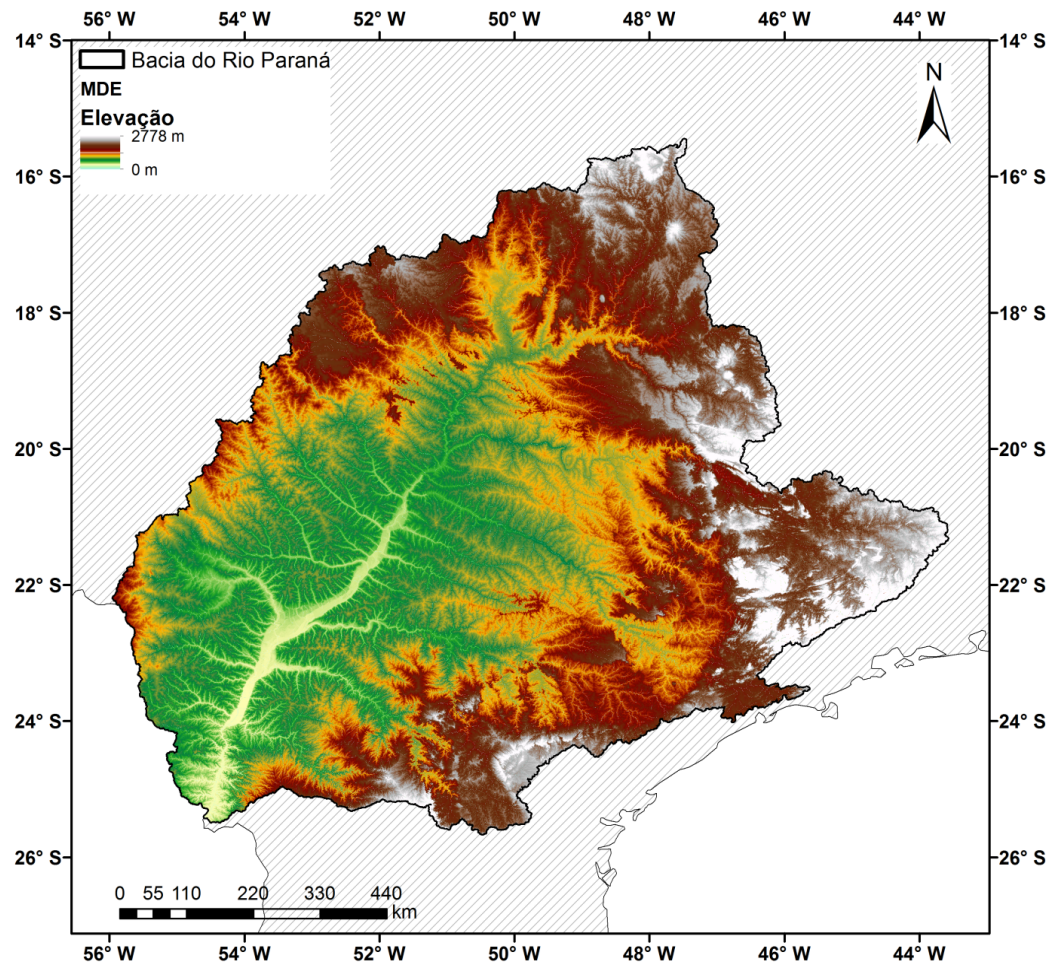 56° W 54° W 52° W 50° W 48° W 46° W 44° W
14° S 14° S
Bacia do Rio Paraná
MDE
Elevação
2778 m
0 m
N
16° S 16° S
18° S 18° S
20° S 20° S
22° S 22° S
24° S 24° S
26° S 26° S
0 55 110 220 330 440
km
56° W 54° W 52° W 50° W 48° W 46° W 44° W